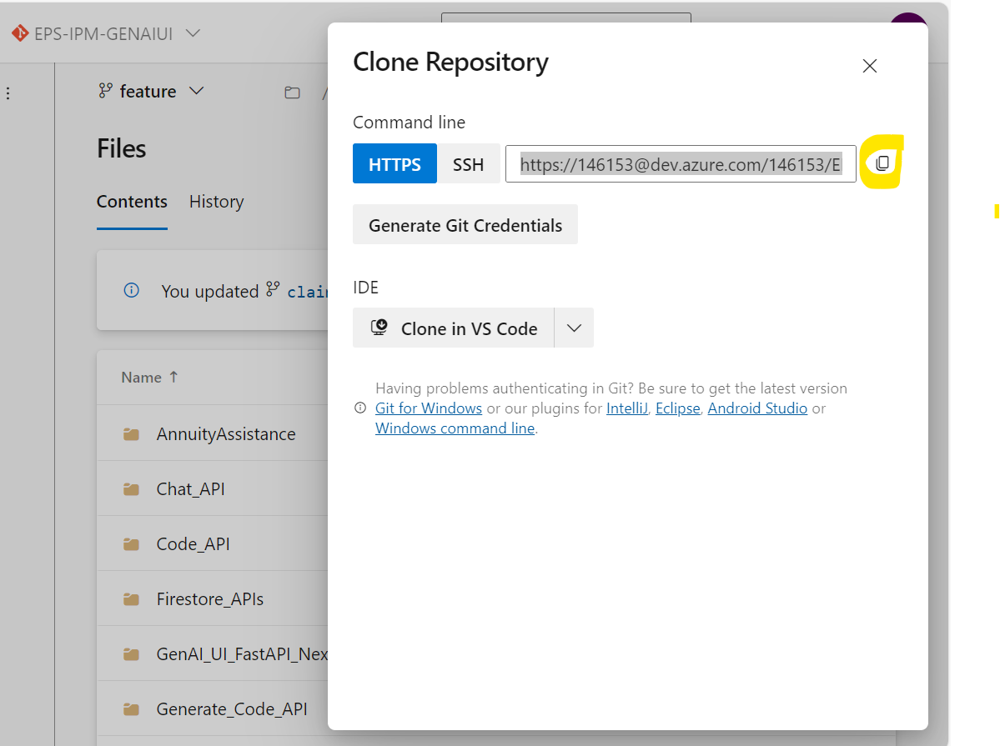 EPS-IPM-GENAIUI
feature
/
Files
Contents History
You updated
Name ↑
AnnuityAssistance
Chat_API
Code_API
Firestore_APIs
GenAI_UI_FastAPI_Nex
Generate_Code_API
Clone Repository
Command line
HTTPS SSH https://146153@dev.azure.com/146153/E
Generate Git Credentials
IDE
Clone in VS Code
Having problems authenticating in Git? Be sure to get the latest version
Git for Windows or our plugins for IntelliJ, Eclipse, Android Studio or
Windows command line.